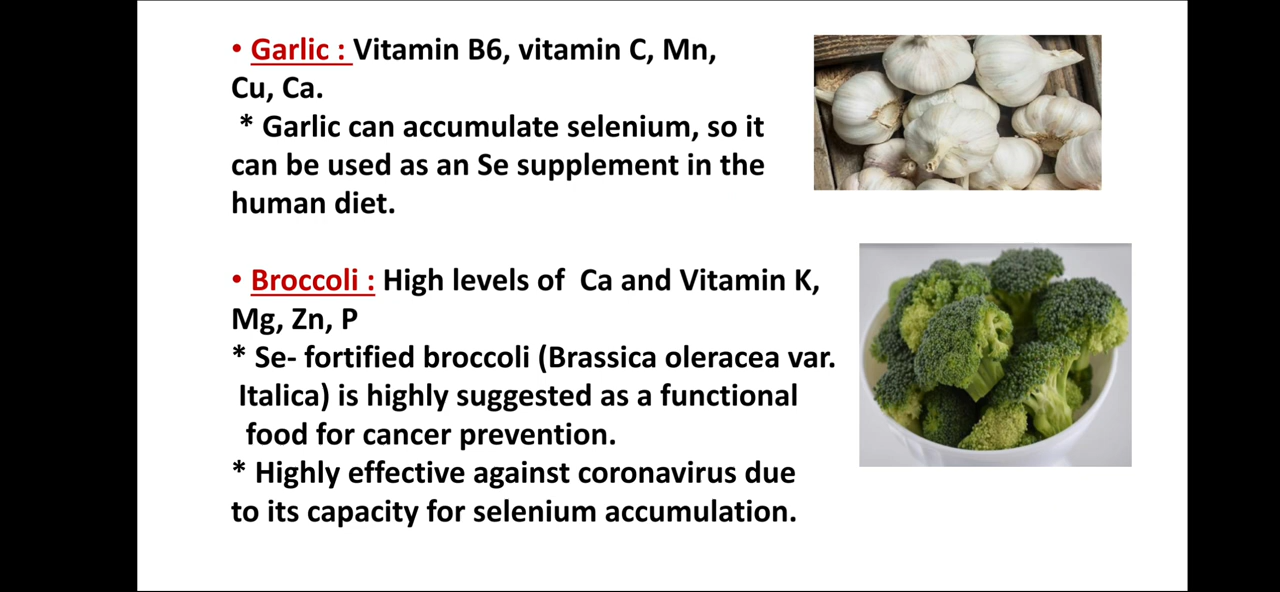 • Garlic : Vitamin B6, vitamin C, Mn,
Cu, Ca.
* Garlic can accumulate selenium, so it
can be used as an Se supplement in the
human diet.
• Broccoli : High levels of  Ca and Vitamin K,
Mg, Zn, P
* Se- fortified broccoli (Brassica oleracea var.
Italica) is highly suggested as a functional
food for cancer prevention.
* Highly effective against coronavirus due
to its capacity for selenium accumulation.